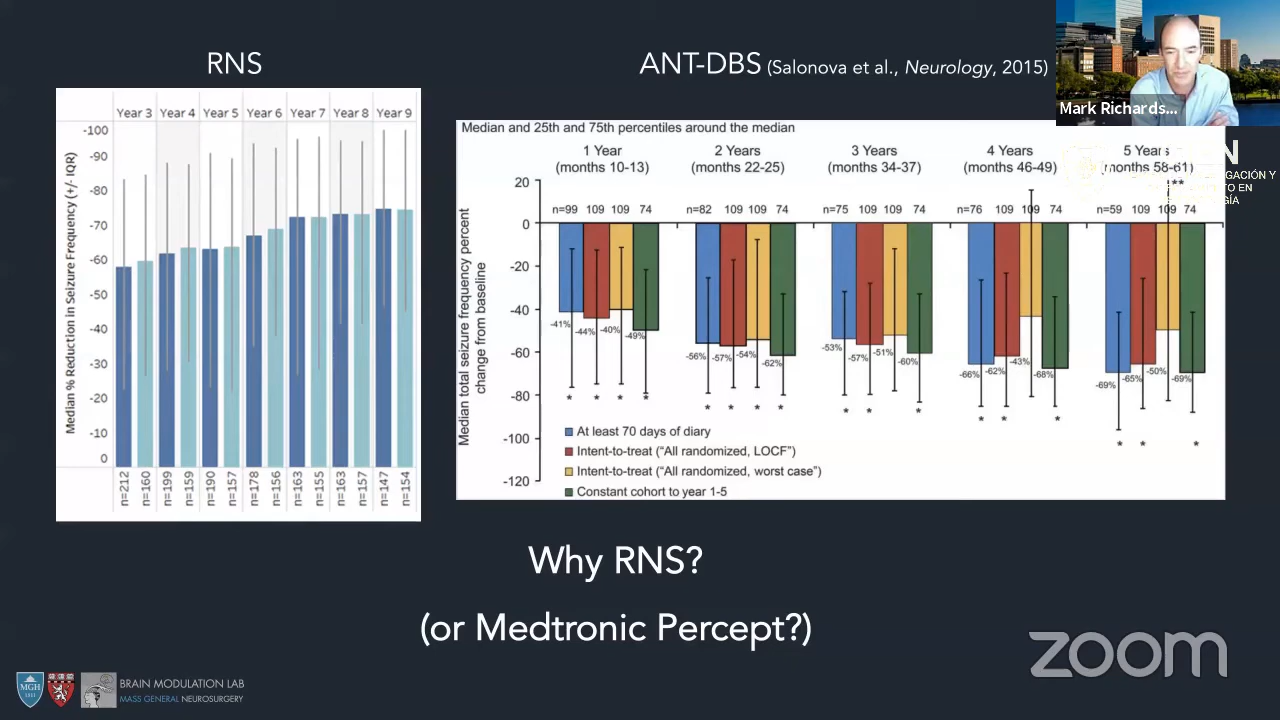 RNS
ANT-DBS (Salonova et al., Neurology, 2015)
Mark Richards...
Year 3 Year 4 Year 5 Year 6 Year 7 Year 8 Year 9
Median % Reduction in Seizure Frequency (+/- IQR)
-100
-90
-80
-70
-60
-50
-40
-30
-20
-10
0
n=212 n=160 n=199 n=159 n=190 n=157 n=178 n=156 n=163 n=155 n=163 n=157 n=147 n=154
Median and 25th and 75th percentiles around the median
1 Year 2 Years 3 Years 4 Years 5 Years
(months 10-13) (months 22-25) (months 34-37) (months 46-49) (months 58-61)
Median total seizure frequency percent
change from baseline
n=99 109 109 74 n=82 109 109 74 n=75 109 109 74 n=76 109 109 74 n=59 109 109 74
20
0
-20
-40
-60
-80
-100
-120
-41% -44% -40% -49% -56% -57% -54% -62% -53% -57% -51% -60% -66% -62% -43% -68% -69% -65% -50% -69%
* * * * * * * * * * * * * * * * *
At least 70 days of diary
Intent-to-treat ("All randomized, LOCF")
Intent-to-treat ("All randomized, worst case")
Constant cohort to year 1-5
Why RNS?
(or Medtronic Percept?)
zoom
MGH
1811
BRAIN MODULATION LAB
MASS GENERAL NEUROSURGERY